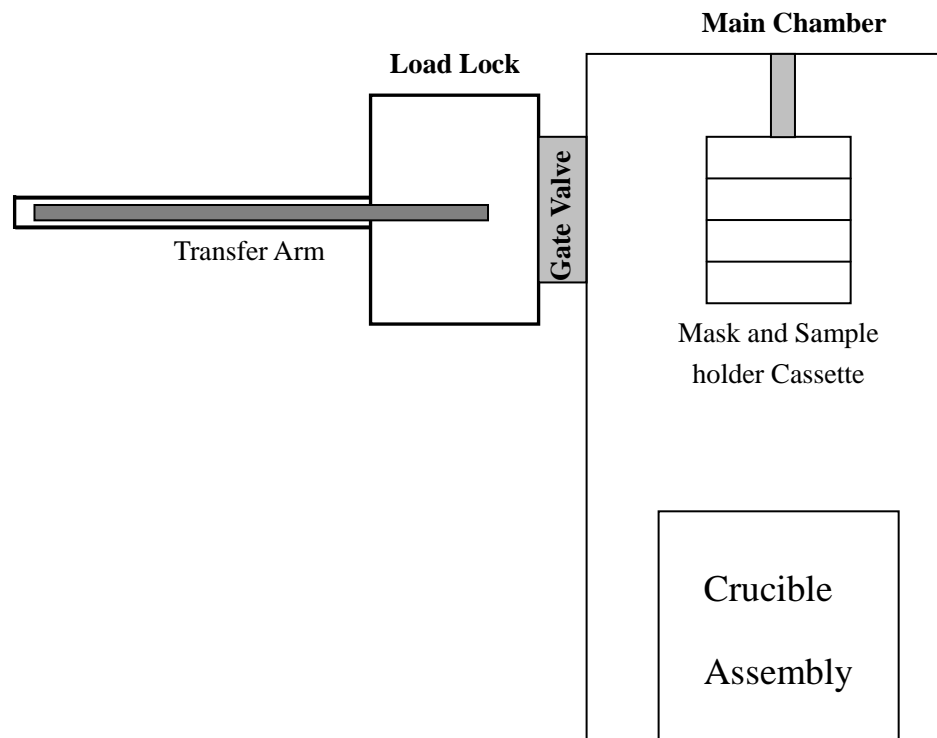 Main Chamber
Load Lock
Gate Valve
Transfer Arm
Mask and Sample
holder Cassette
Crucible
Assembly